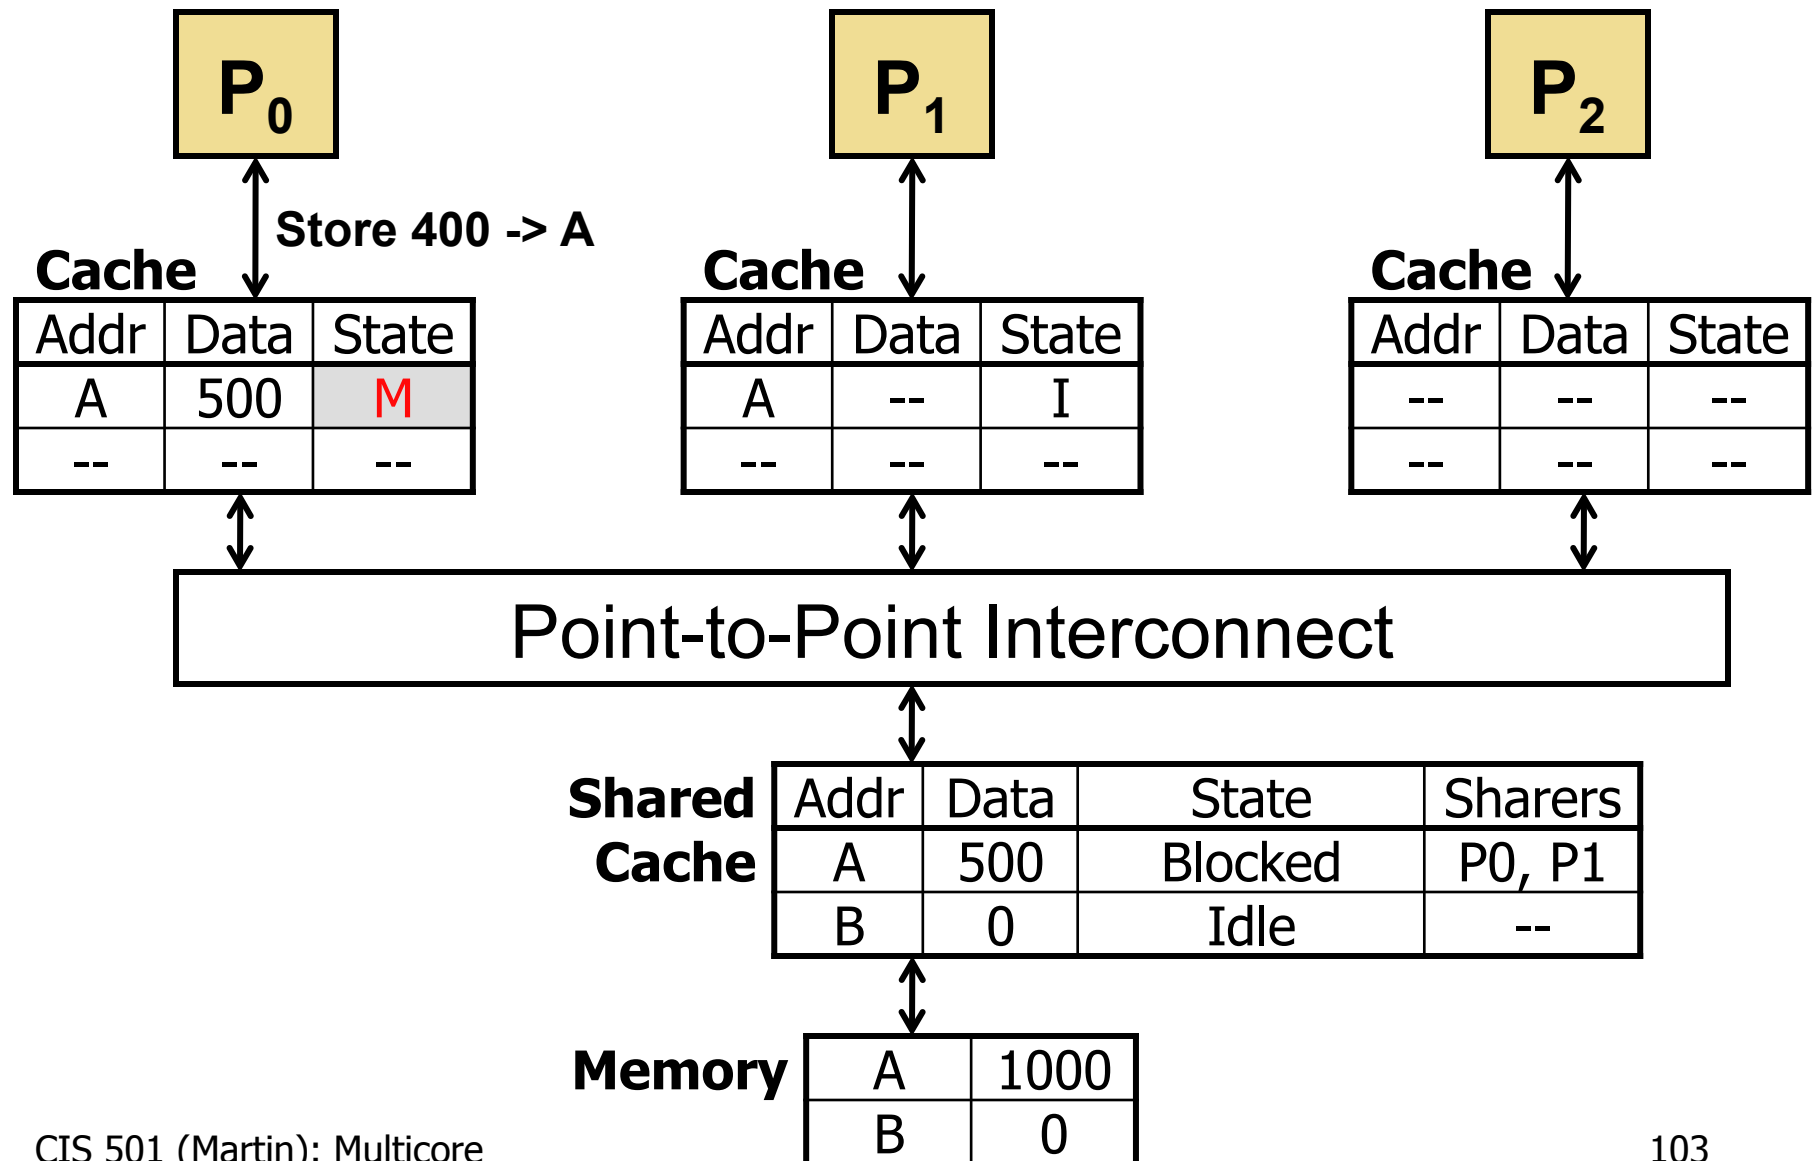 P0 P1 P2
Store 400 -> A
Cache Cache Cache
Addr Data State Addr Data State Addr Data State
A 500 M A -- I -- -- --
-- -- -- -- -- -- -- -- --
Point-to-Point Interconnect
Shared Addr Data State Sharers
Cache A 500 Blocked P0, P1
B 0 Idle --
Memory A 1000
B 0
CIS 501 (Martin): Multicore 103